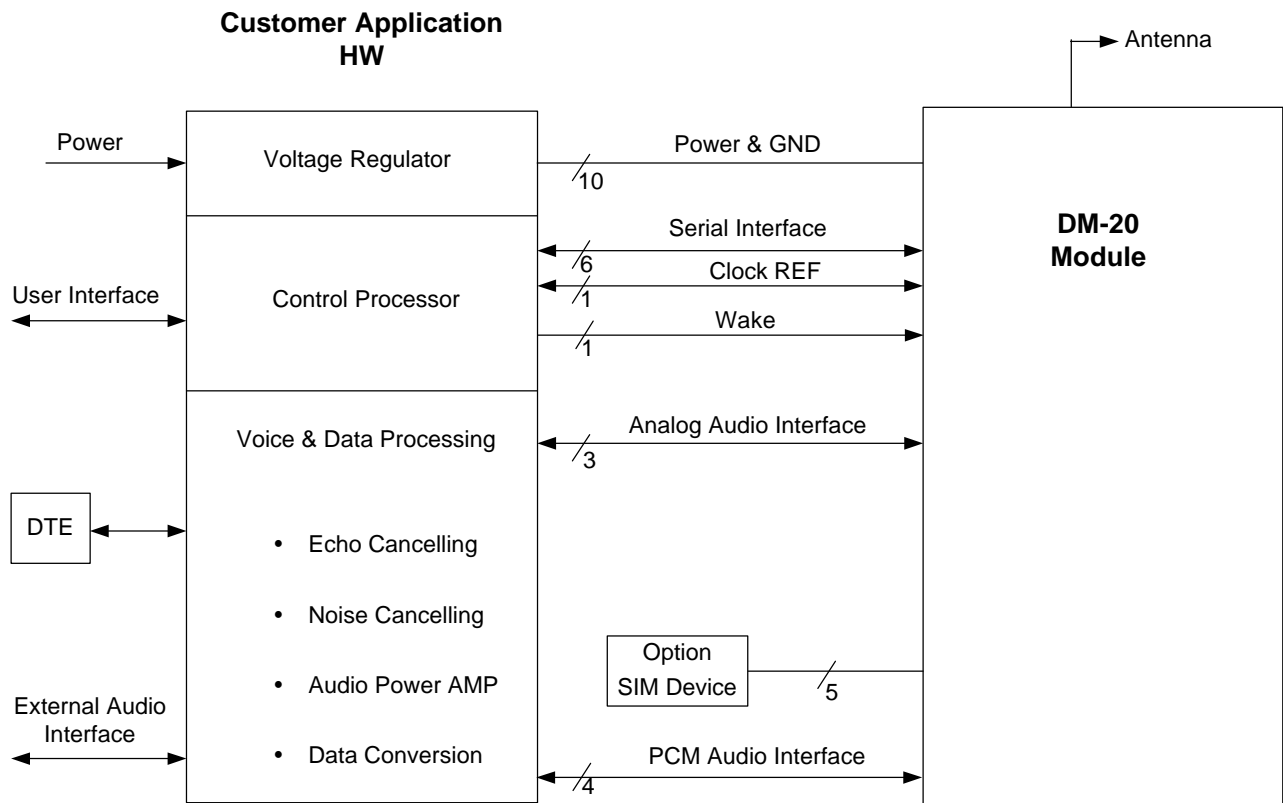 Customer Application
HW
Antenna
Power
Voltage Regulator
Power & GND
10
DM-20
Module
Serial Interface
6
Clock REF
1
User Interface
Control Processor
Wake
1
Voice & Data Processing
Analog Audio Interface
3
DTE
• Echo Cancelling
• Noise Cancelling
Option
SIM Device
5
• Audio Power AMP
External Audio
Interface
• Data Conversion
PCM Audio Interface
4